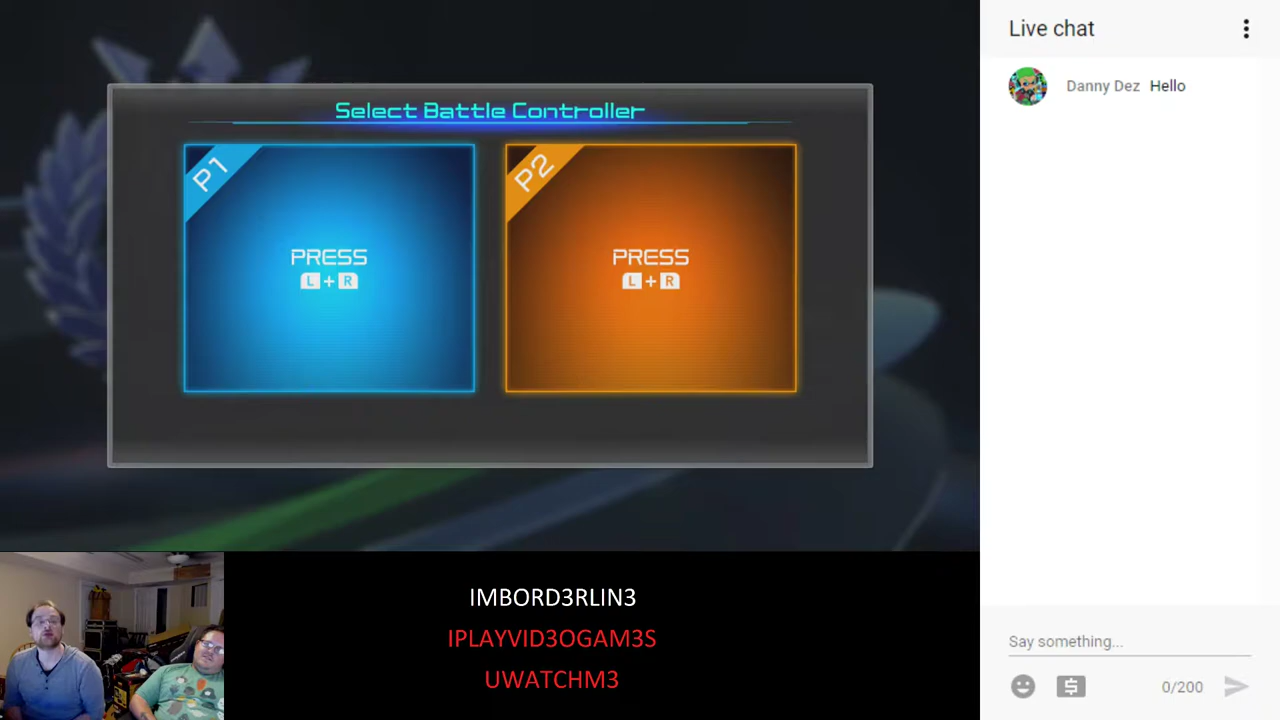 Select Battle Controller
P1
PRESS
L + R
P2
PRESS
L + R
Live chat
Danny Dez Hello
Say something...
0/200
IMBORD3RLIN3
IPLAYVID3OGAM3S
UWATCHM3